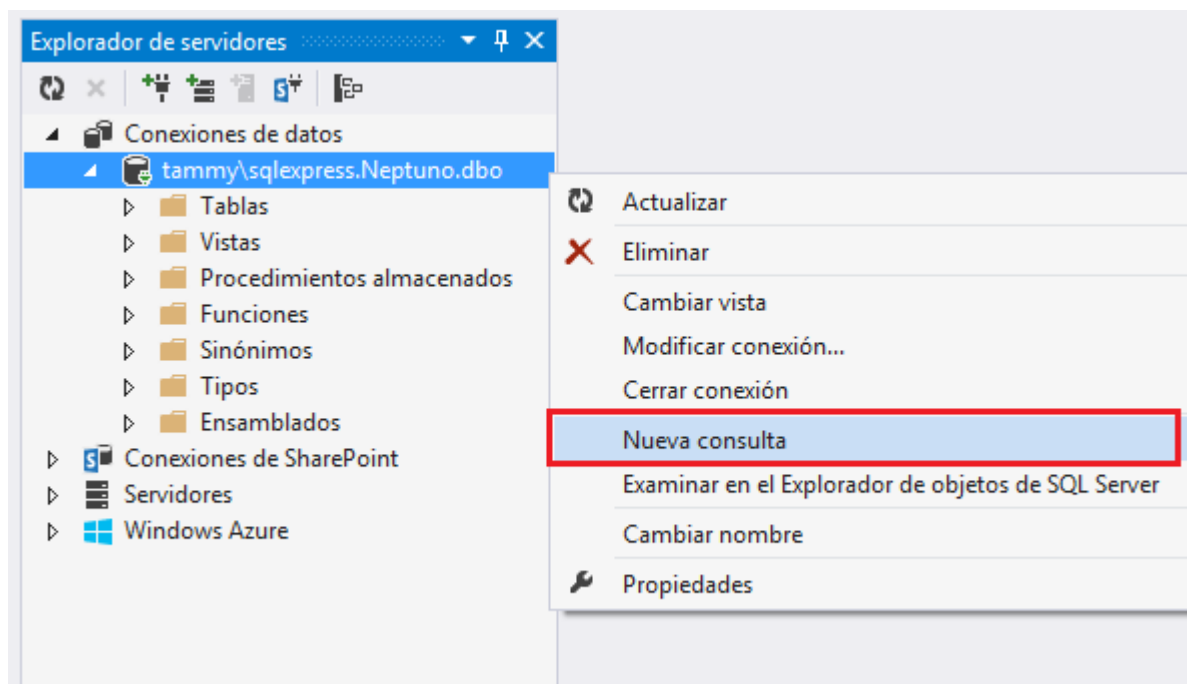 Explorador de servidores
Conexiones de datos
tammy\sqlexpress.Neptuno.dbo
Tablas
Vistas
Procedimientos almacenados
Funciones
Sinónimos
Tipos
Ensamblados
Conexiones de SharePoint
Servidores
Windows Azure
Actualizar
Eliminar
Cambiar vista
Modificar conexión...
Cerrar conexión
Nueva consulta
Examinar en el Explorador de objetos de SQL Server
Cambiar nombre
Propiedades